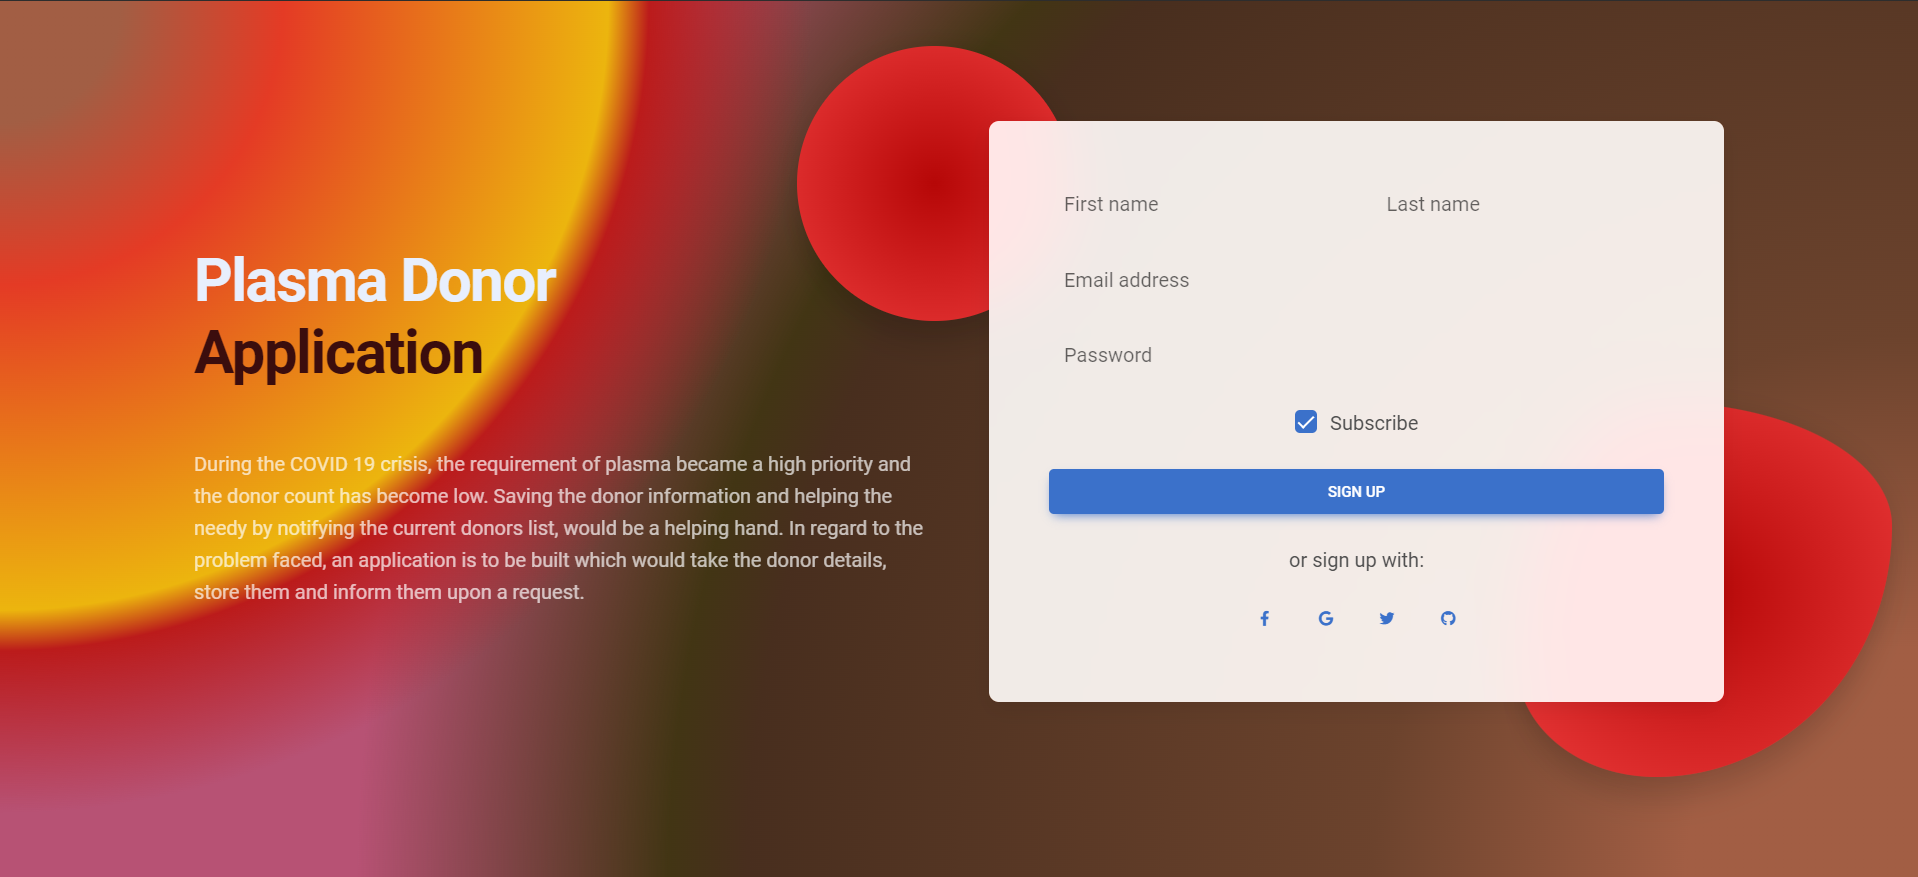 Plasma Donor
Application
During the COVID 19 crisis, the requirement of plasma became a high priority and
the donor count has become low. Saving the donor information and helping the
needy by notifying the current donors list, would be a helping hand. In regard to the
problem faced, an application is to be built which would take the donor details,
store them and inform them upon a request.
First name
Last name
Email address
Password
Subscribe
SIGN UP
or sign up with: